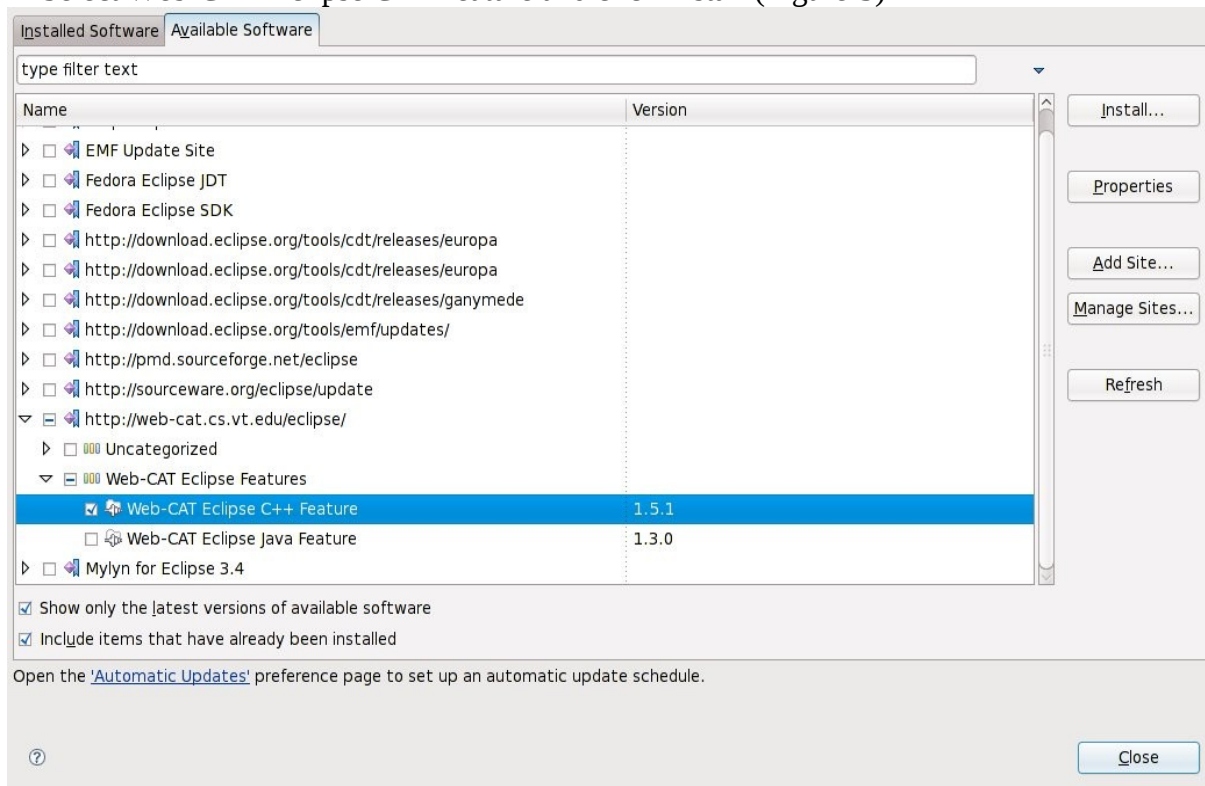 Installed Software Available Software
type filter text
Name Version
Install...
EMF Update Site
Fedora Eclipse JDT
Properties
Fedora Eclipse SDK
http://download.eclipse.org/tools/cdt/releases/europa
http://download.eclipse.org/tools/cdt/releases/europa
Add Site...
http://download.eclipse.org/tools/cdt/releases/ganymede
Manage Sites...
http://download.eclipse.org/tools/emf/updates/
http://pmd.sourceforge.net/eclipse
http://sourceware.org/eclipse/update
Refresh
http://web-cat.cs.vt.edu/eclipse/
Uncategorized
Web-CAT Eclipse Features
Web-CAT Eclipse C++ Feature 1.5.1
Web-CAT Eclipse Java Feature 1.3.0
Mylyn for Eclipse 3.4
Show only the latest versions of available software
Include items that have already been installed
Open the 'Automatic Updates' preference page to set up an automatic update schedule.
Close